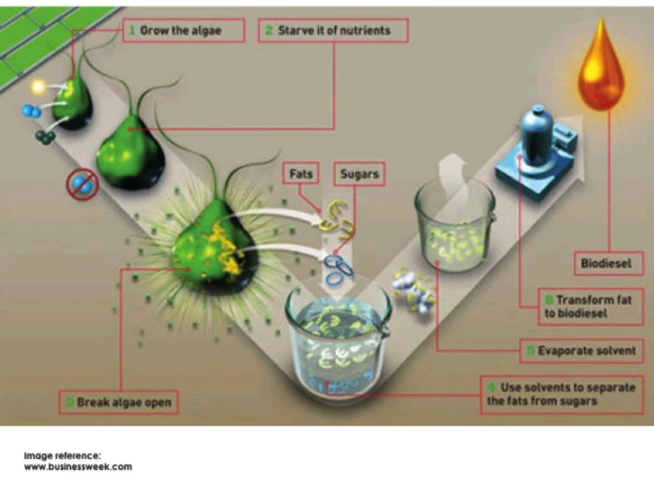 1 Grow the algae
2 Starve it of nutrients
Fats
Sugars
3 Break algae open
4 Use solvents to separate
the fats from sugars
5 Evaporate solvent
6 Transform fat
to biodiesel
Biodiesel
Image reference:
www.businessweek.com